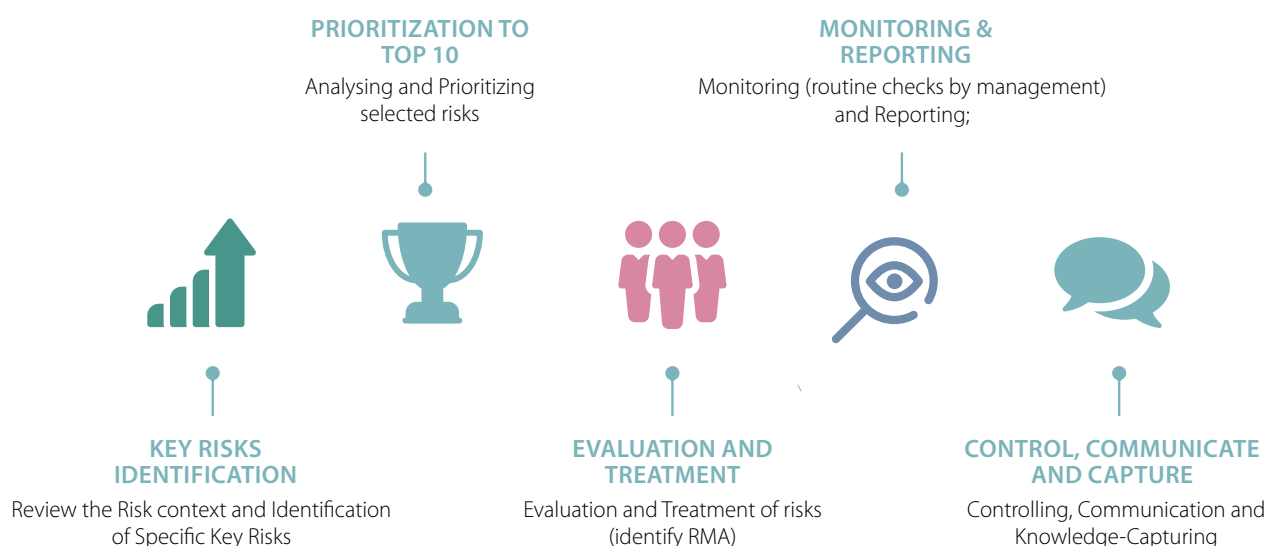 PRIORITIZATION TO
TOP 10
Analysing and Prioritizing
selected risks
MONITORING &
REPORTING
Monitoring (routine checks by management)
and Reporting;
KEY RISKS
IDENTIFICATION
Review the Risk context and Identification
of Specific Key Risks
EVALUATION AND
TREATMENT
Evaluation and Treatment of risks
(identify RMA)
CONTROL, COMMUNICATE
AND CAPTURE
Controlling, Communication and
Knowledge-Capturing